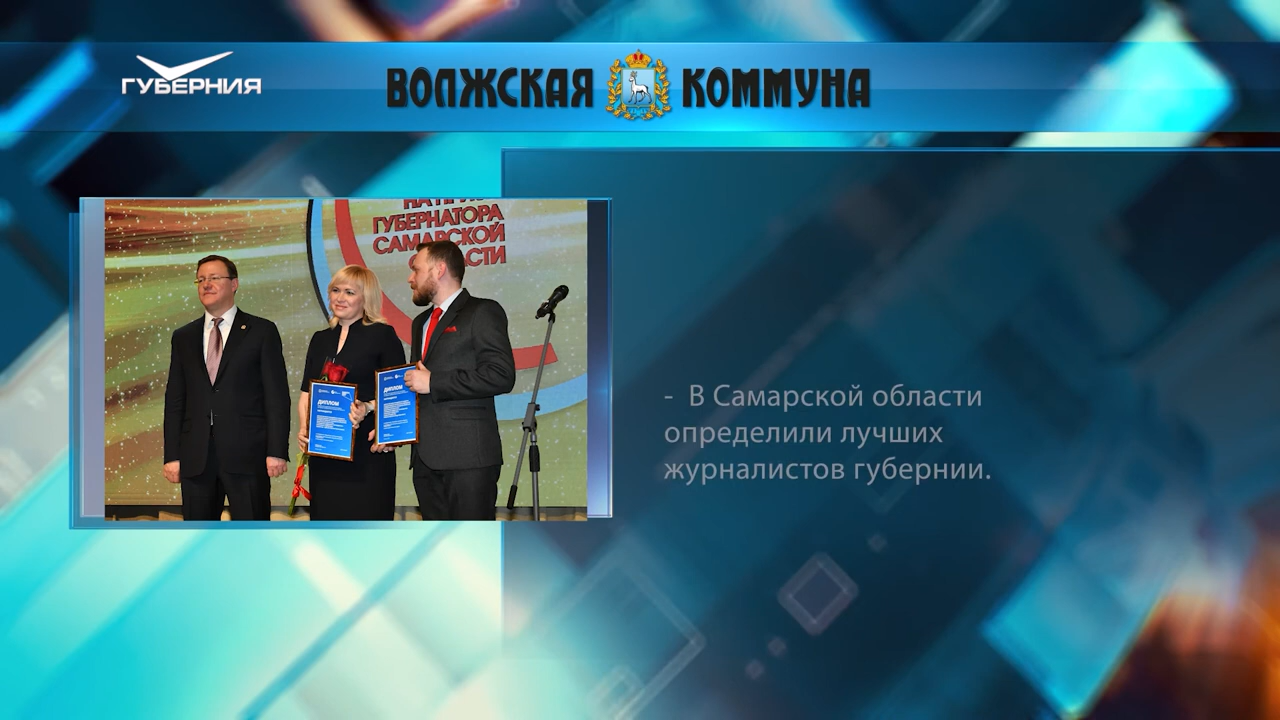 ГУБЕРНИЯ
ВОЛЖСКАЯ КОММУНА
ГУБЕРНАТОРА
САМАРСКОЙ
ДИПЛОМ
ДИПЛОМ
- В Самарской области
определили лучших
журналистов губернии.